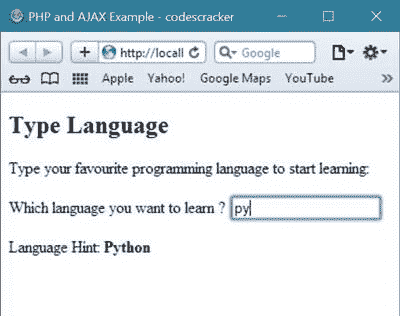 PHP and AJAX Example - codescracker
http://locall
Google
Apple Yahoo! Google Maps YouTube
Type Language
Type your favourite programming language to start learning:
Which language you want to learn ? py
Language Hint: Python